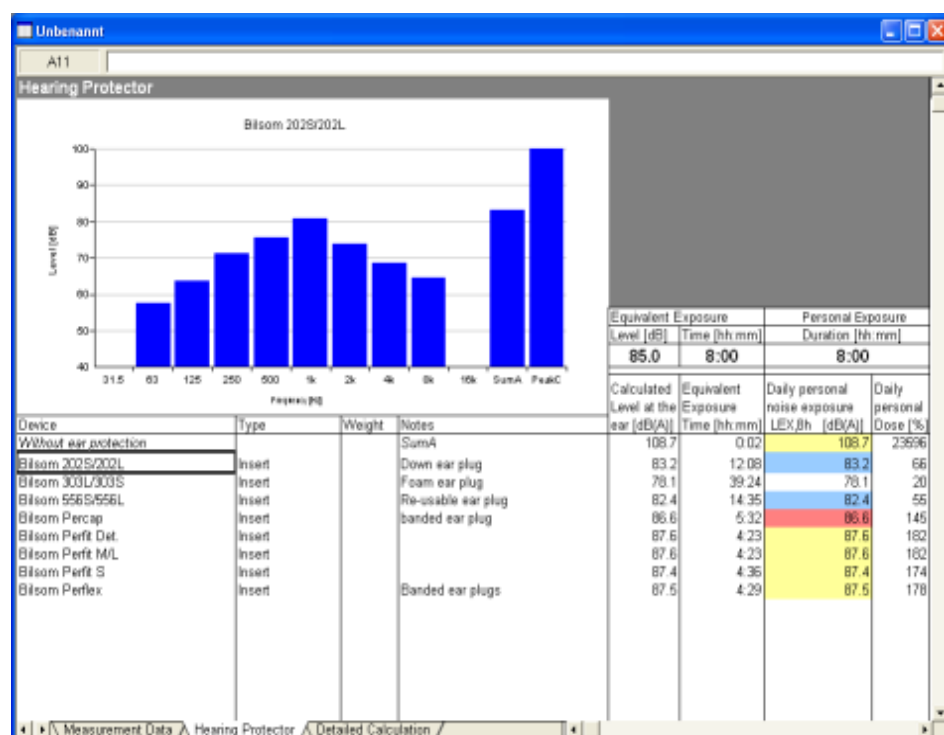 Unbenannt
A11
Hearing Protector
Bilsom 202S/202L
Level [dB]
100
90
80
70
60
50
40
31.5 63 125 250 500 1k 2k 4k 8k 16k SumA PeakC
Frequency [Hz]
Equivalent Exposure Personal Exposure
Level [dB] Time [hh:mm] Duration [hh:mm]
85.0 8:00 8:00
Calculated Equivalent Daily personal Daily
Level at the Exposure noise exposure personal
Device Type Weight Notes ear [dB(A)] Time [hh:mm] LEX,8h [dB(A)] Dose [%]
Without ear protection SumA 108.7 0:02 108.7 23696
Bilsom 202S/202L Insert Down ear plug 83.2 12:08 83.2 66
Bilsom 303L/303S Insert Foam ear plug 78.1 39:24 78.1 20
Bilsom 556S/556L Insert Re-usable ear plug 82.4 14:35 82.4 55
Bilsom Percap Insert banded ear plug 86.6 5:32 86.6 145
Bilsom Perfit Det. Insert 87.6 4:23 87.6 182
Bilsom Perfit M/L Insert 87.6 4:23 87.6 182
Bilsom Perfit S Insert 87.4 4:36 87.4 174
Bilsom Perflex Insert Banded ear plugs 87.5 4:29 87.5 178
Measurement Data Hearing Protector Detailed Calculation